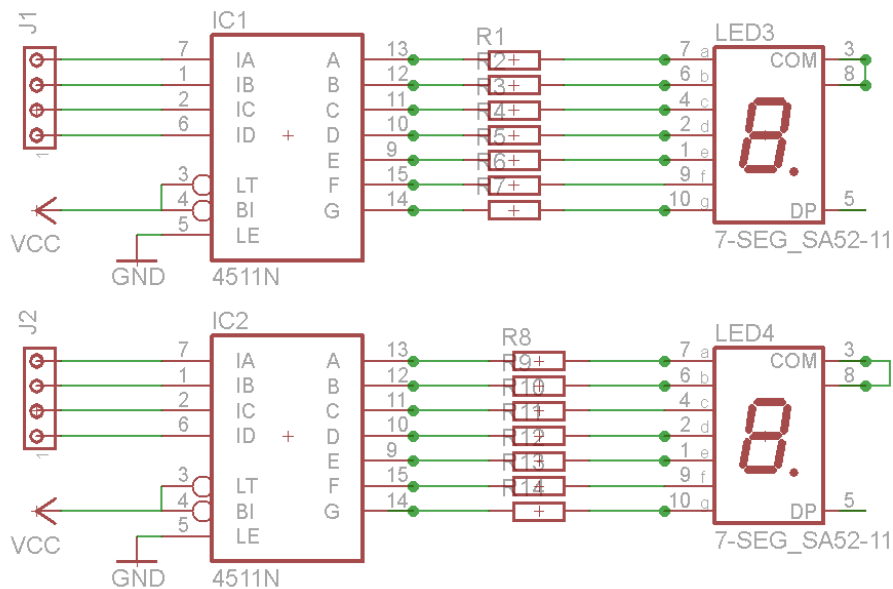 J1
IC1
R1
LED3
7 IA A 13
7 a COM 3
1 IB B 12
R2
6 b 8
2 IC C 11
R3
4 c
6 ID D 10
R4
2 d
E 9
R5
1 e
3 LT F 15
R6
9 f
4 BI G 14
R7
10 g DP 5
5 LE
1
VCC
GND
4511N
7-SEG_SA52-11
J2
IC2
R8
LED4
7 IA A 13
7 a COM 3
1 IB B 12
R9
6 b 8
2 IC C 11
R10
4 c
6 ID D 10
R11
2 d
E 9
R12
1 e
3 LT F 15
R13
9 f
4 BI G 14
R14
10 g DP 5
5 LE
1
VCC
GND
4511N
7-SEG_SA52-11